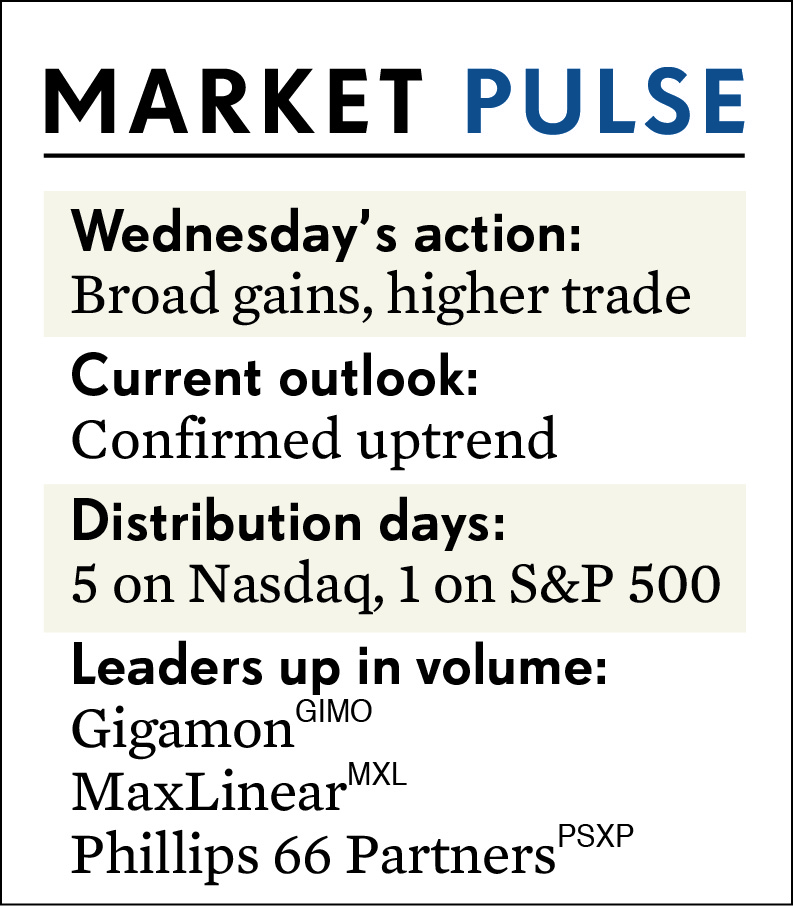 MARKET PULSE
Wednesday’s action:
Broad gains, higher trade
Current outlook:
Confirmed uptrend
Distribution days:
5 on Nasdaq, 1 on S&P 500
Leaders up in volume:
Gigamon GIMO
MaxLinear MXL
Phillips 66 Partners PSXP